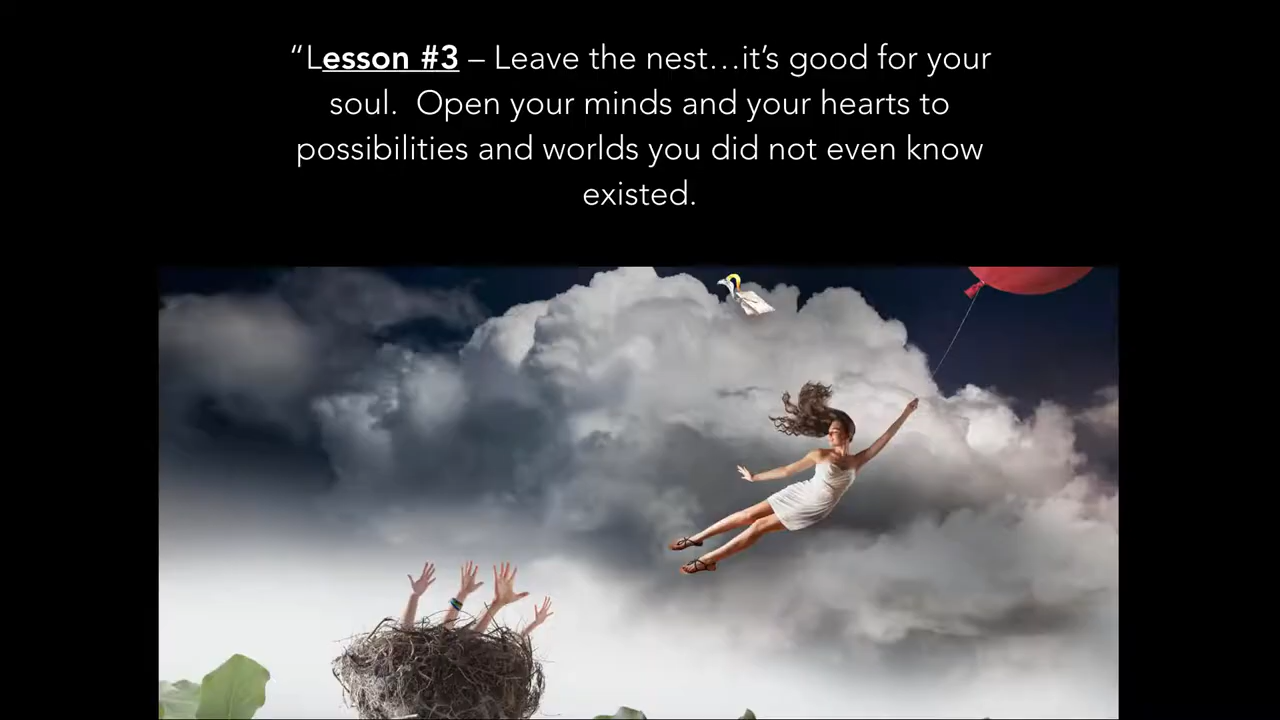 “Lesson #3 – Leave the nest…it’s good for your
soul.  Open your minds and your hearts to
possibilities and worlds you did not even know
existed.